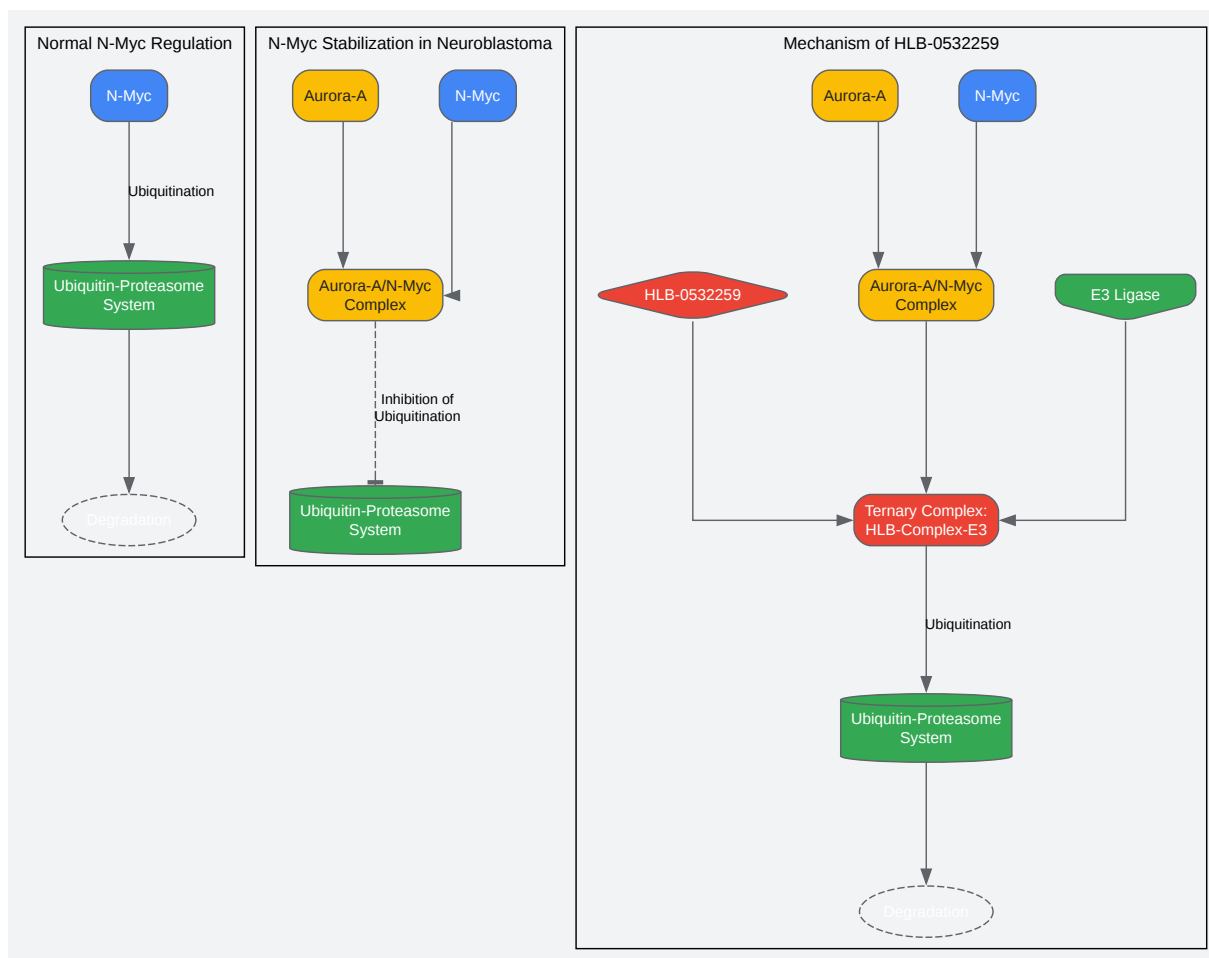 Normal N-Myc Regulation
N-Myc
Ubiquitination
Ubiquitin-Proteasome
System
Degradation
N-Myc Stabilization in Neuroblastoma
Aurora-A
N-Myc
Aurora-A/N-Myc
Complex
Inhibition of
Ubiquitination
Ubiquitin-Proteasome
System
Mechanism of HLB-0532259
Aurora-A
N-Myc
HLB-0532259
Aurora-A/N-Myc
Complex
E3 Ligase
Ternary Complex:
HLB-Complex-E3
Ubiquitination
Ubiquitin-Proteasome
System
Degradation